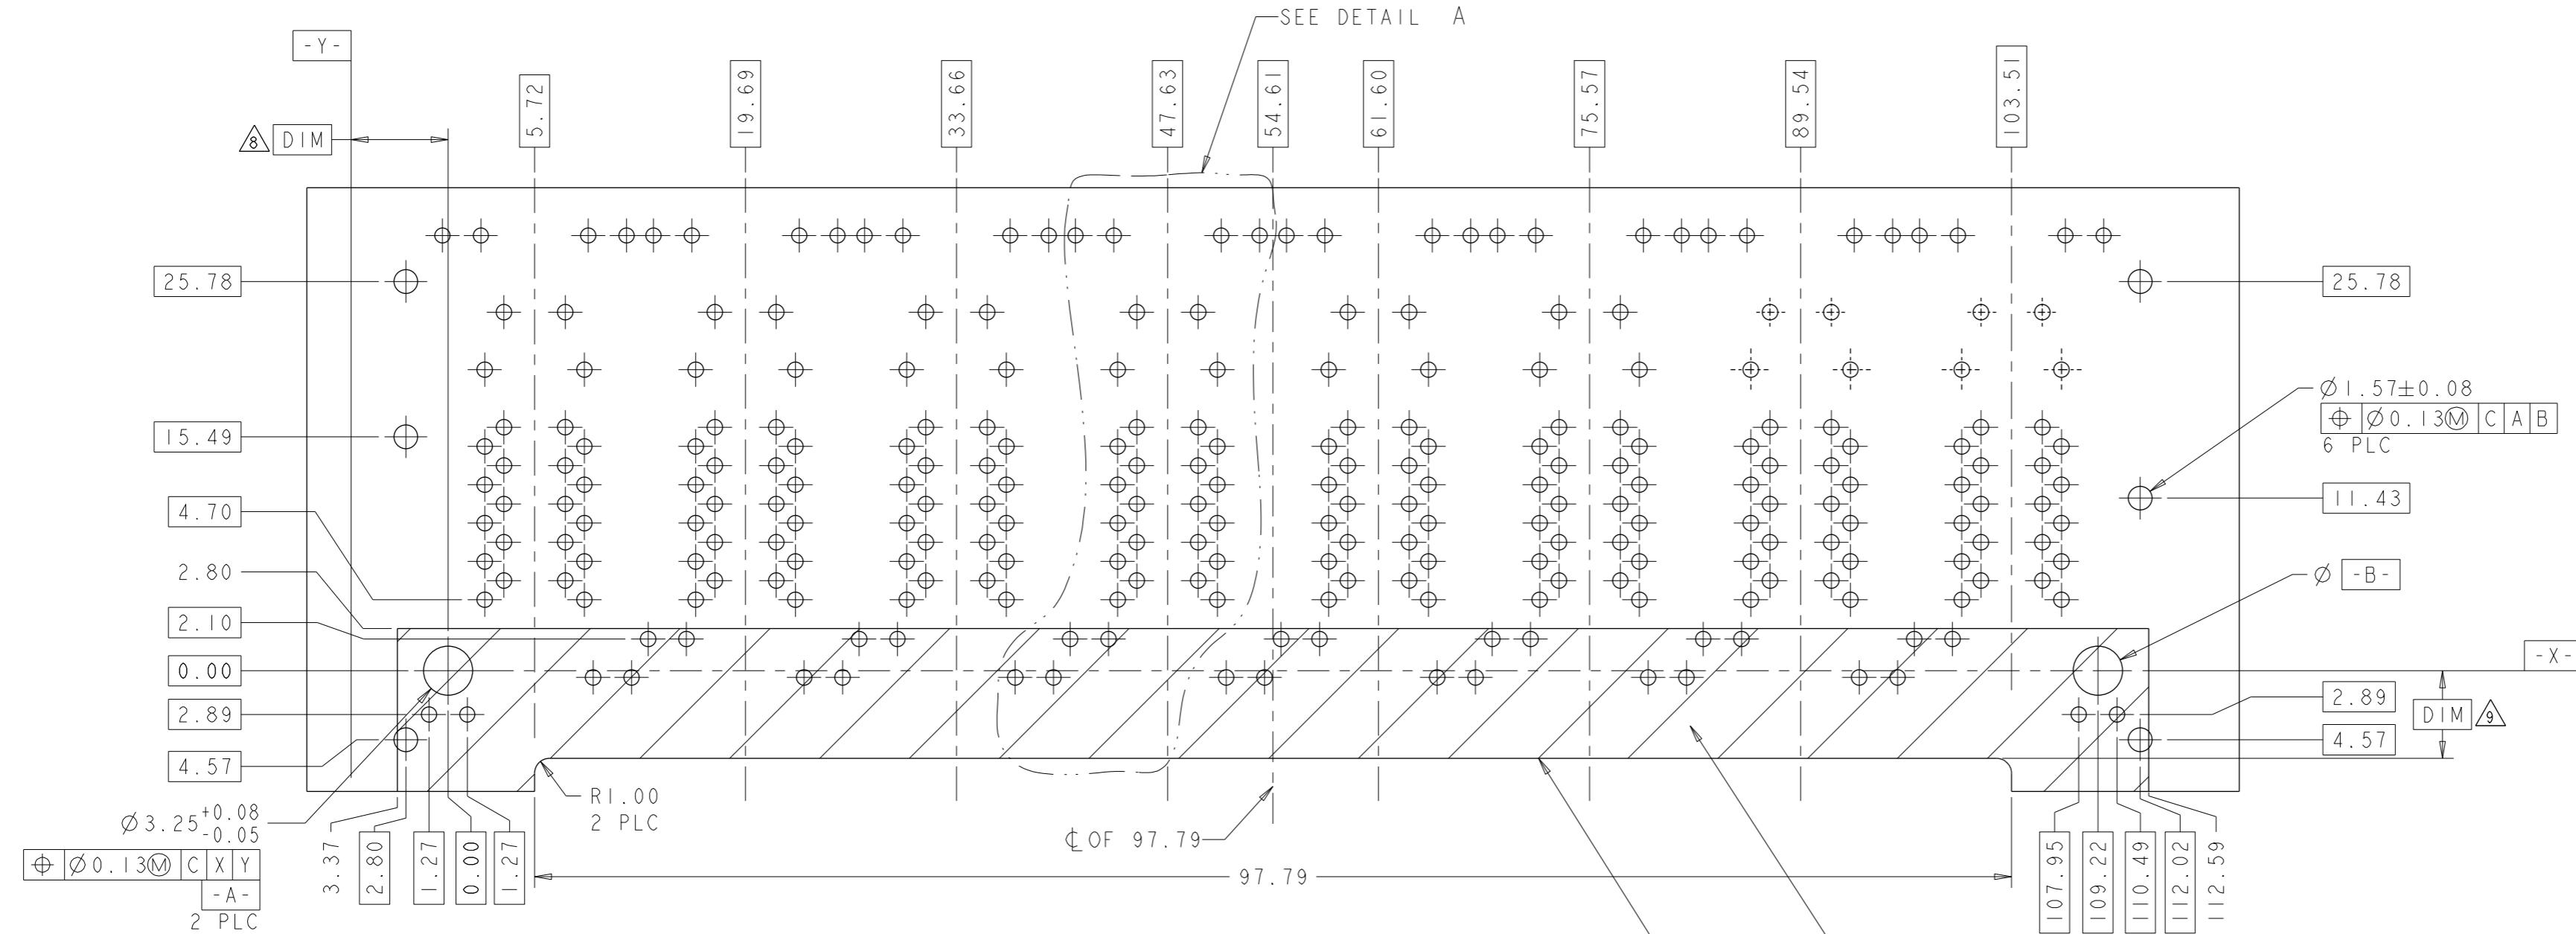 SEE DETAIL A
-Y-
8 DIM
5.72
19.69
33.66
47.63
54.61
61.60
75.57
89.54
103.51
25.78
15.49
4.70
2.80
2.10
0.00
2.89
4.57
25.78
Ø1.57±0.08
⌖ Ø0.13Ⓜ C A B
6 PLC
11.43
Ø -B-
-X-
2.89
DIM 9
4.57
Ø3.25 +0.08 -0.05
⌖ Ø0.13Ⓜ C X Y
-A-
2 PLC
3.37
2.80
1.27
0.00
1.27
R1.00
2 PLC
℄ OF 97.79
97.79
107.95
109.22
110.49
112.02
112.59